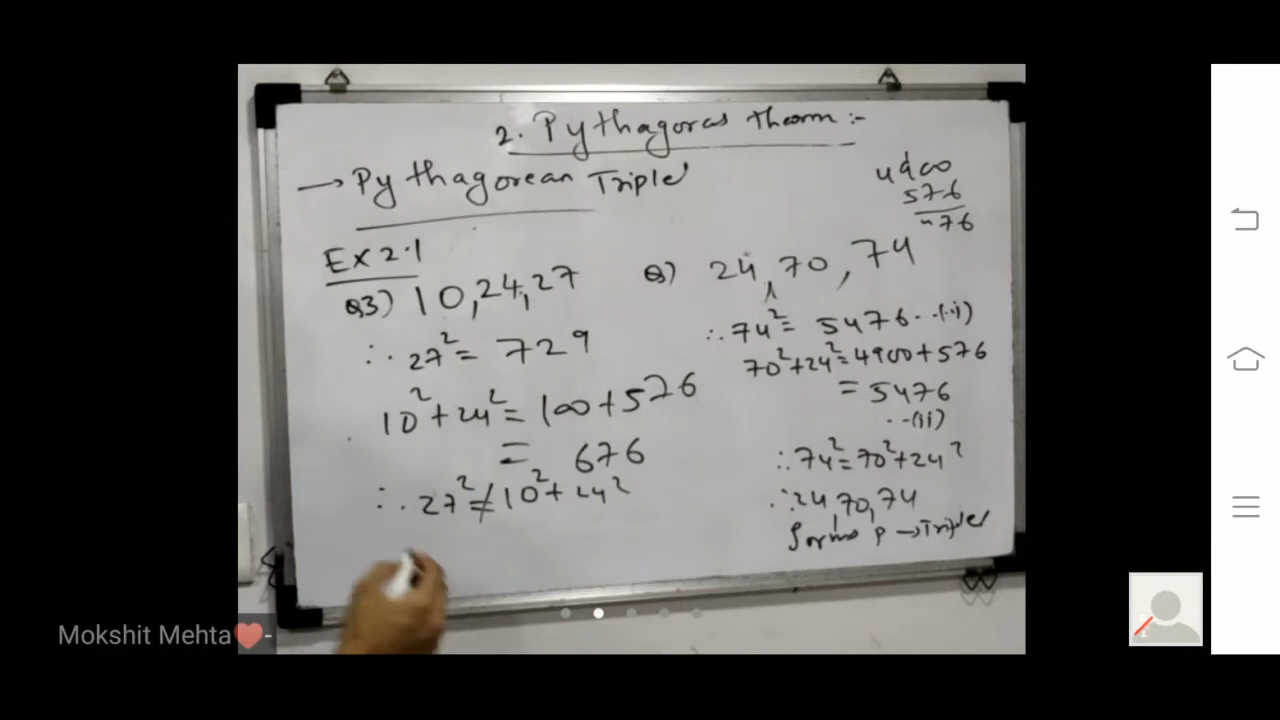 2. Pythagoras theorm :-
→ Pythagorean Triplet
4900
576
5476
Ex 2.1
Q3) 10,24,27
∴ 27² = 729
10² + 24² = 100 + 576
= 676
∴ 27² ≠ 10² + 24²
Q) 24,70,74
∴ 74² = 5476 --(i)
70² + 24² = 4900 + 576
= 5476
--(ii)
∴ 74² = 70² + 24²
∴ 24,70,74
forms P → Triplet
Mokshit Mehta❤-